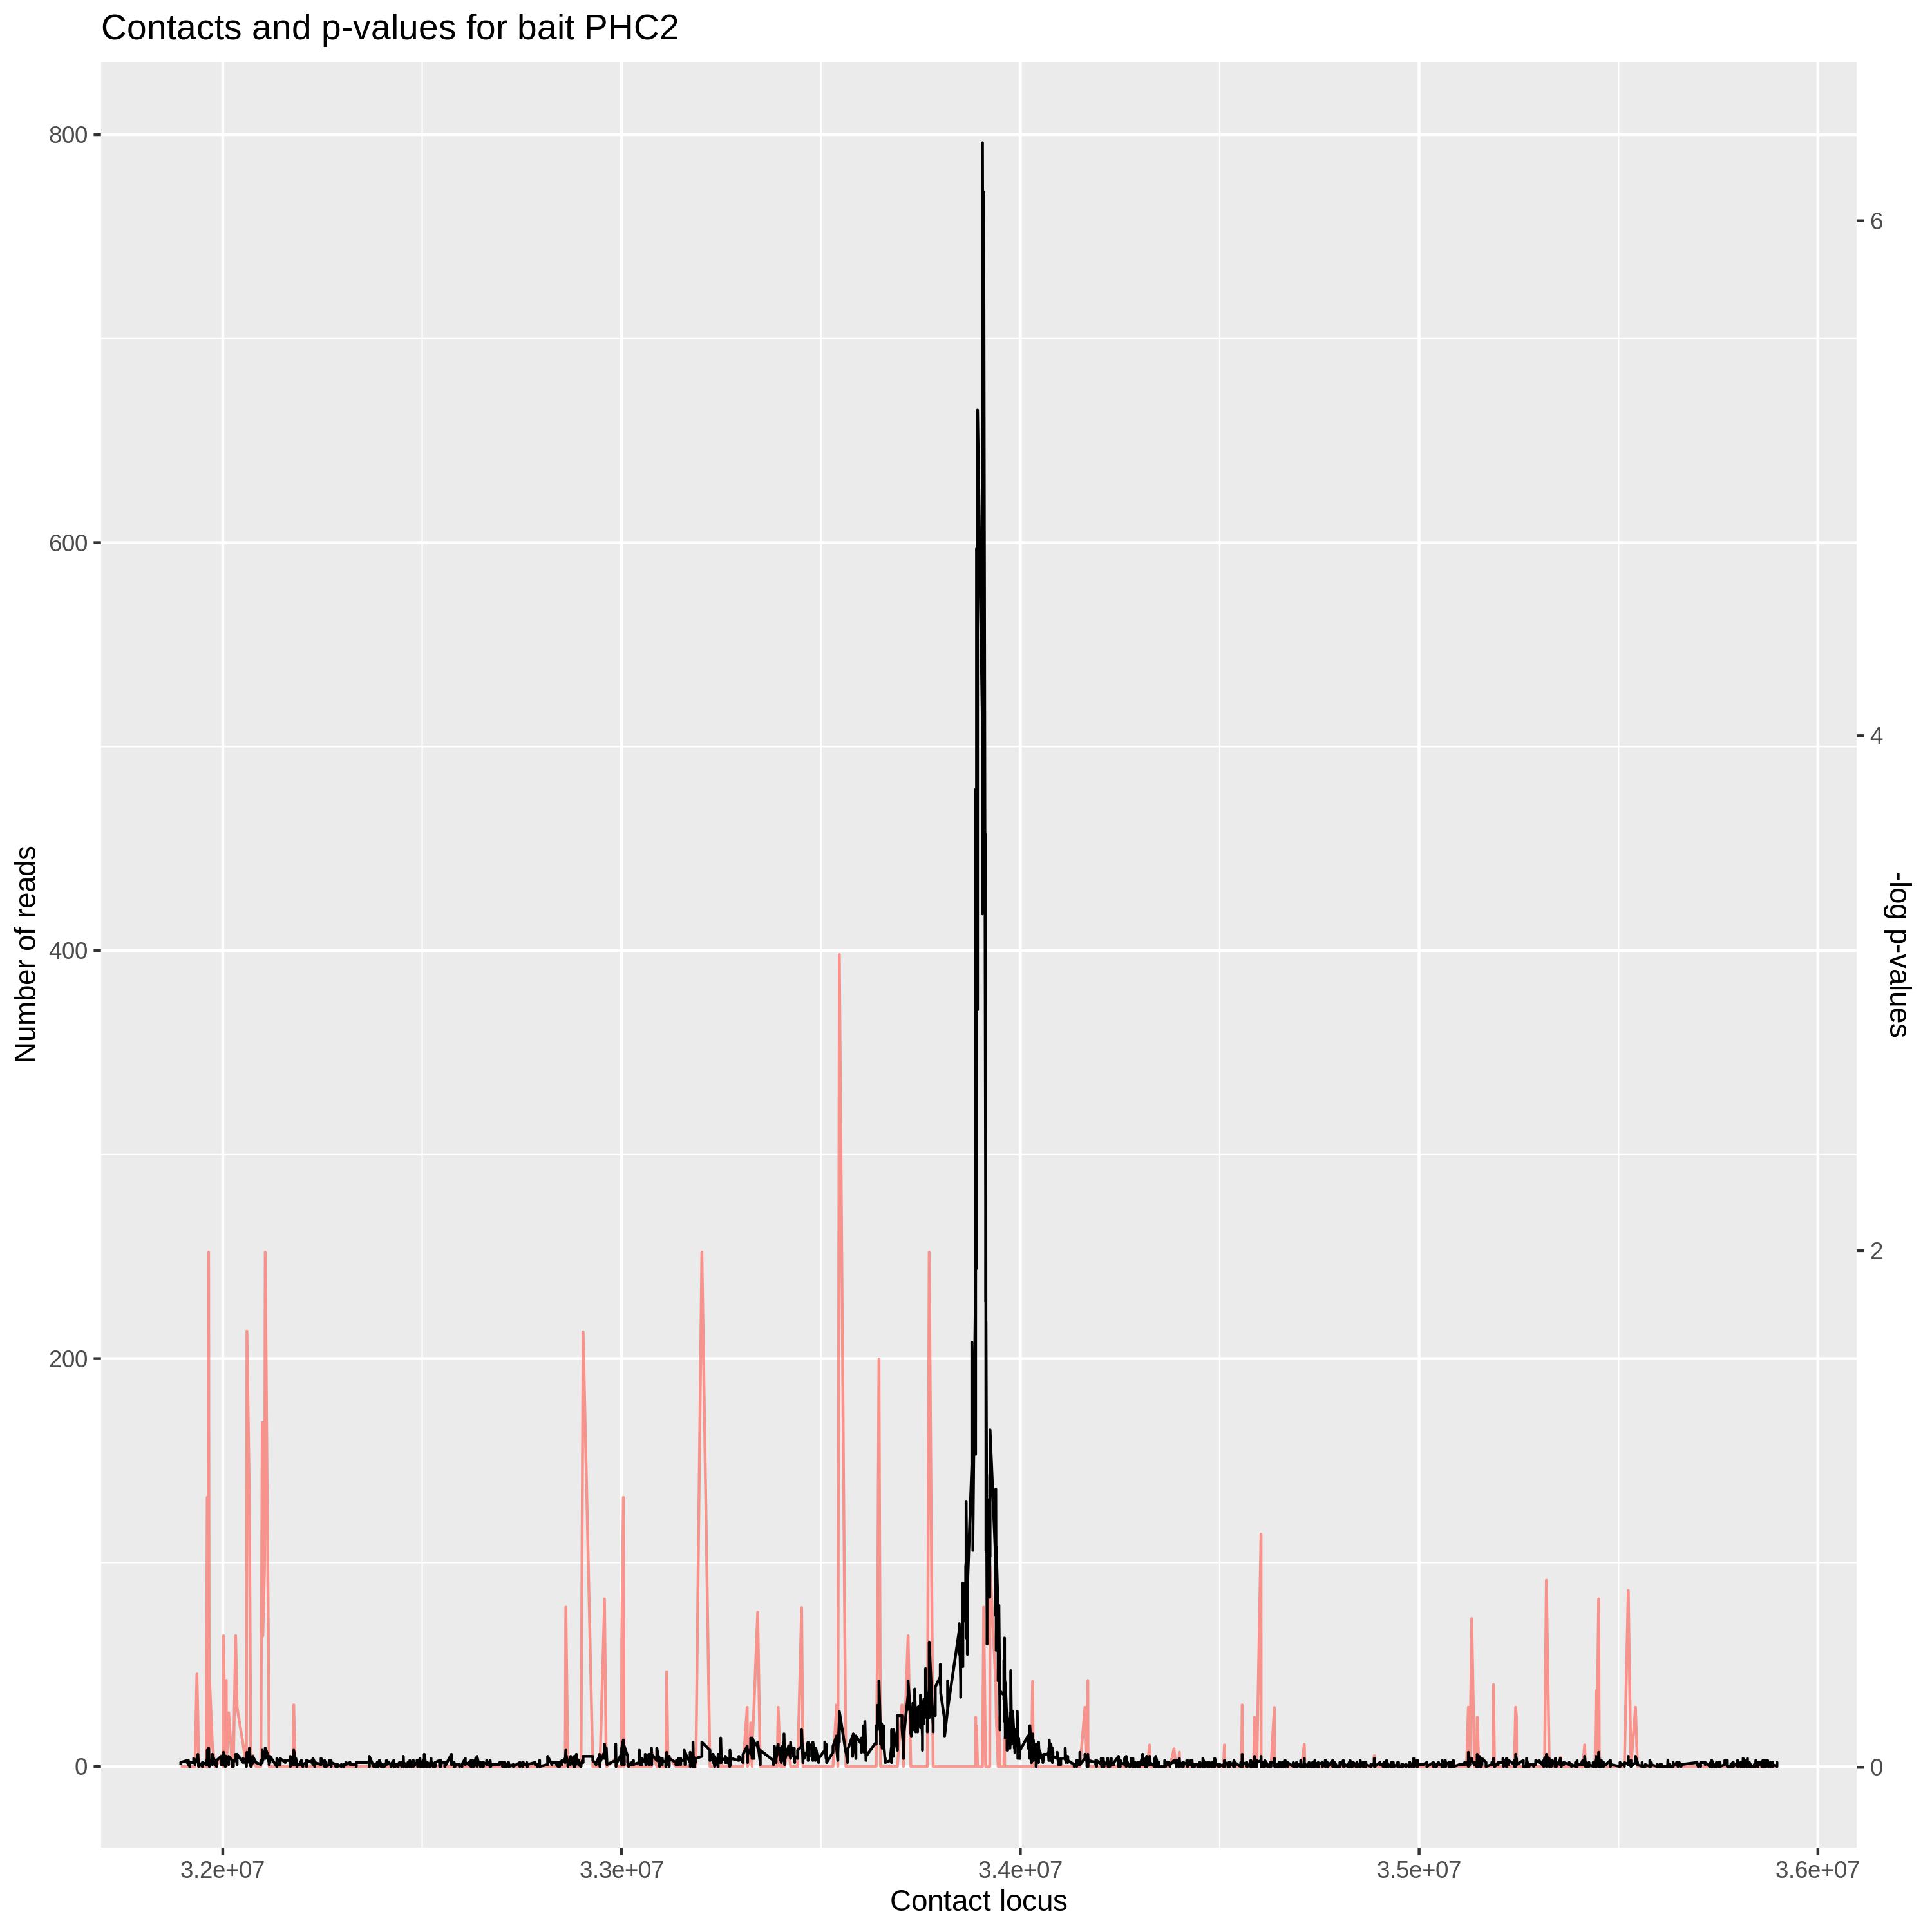 Contacts and p-values for bait PHC2
800
600
400
200
0
Number of reads
6
4
2
0
-log p-values
3.2e+07
3.3e+07
3.4e+07
3.5e+07
3.6e+07
Contact locus